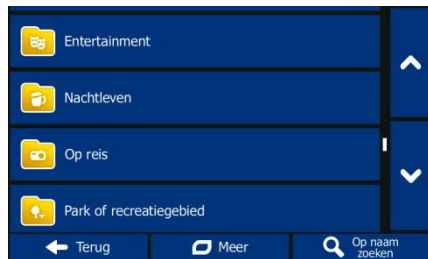 Entertainment
Nachtleven
Op reis
Park of recreatiegebied
Terug
Meer
Op naam
zoeken